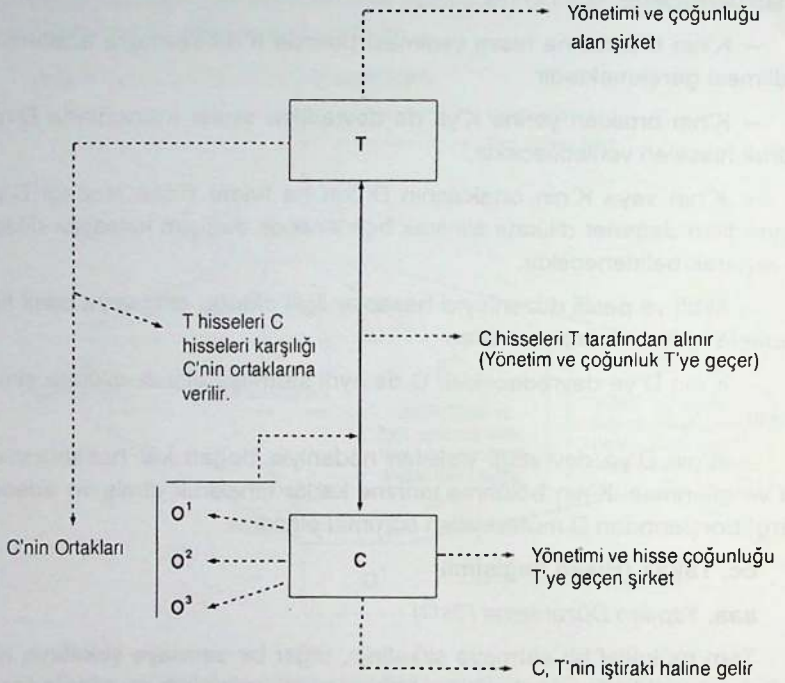 Yönetimi ve çoğunluğu
alan şirket
T
T hisseleri C
hisseleri karşılığı
C'nin ortaklarına
verilir.
C hisseleri T tarafından alınır
(Yönetim ve çoğunluk T'ye geçer)
C'nin Ortakları
O¹
O²
O³
C
Yönetimi ve hisse çoğunluğu
T'ye geçen şirket
C, T'nin iştiraki haline gelir